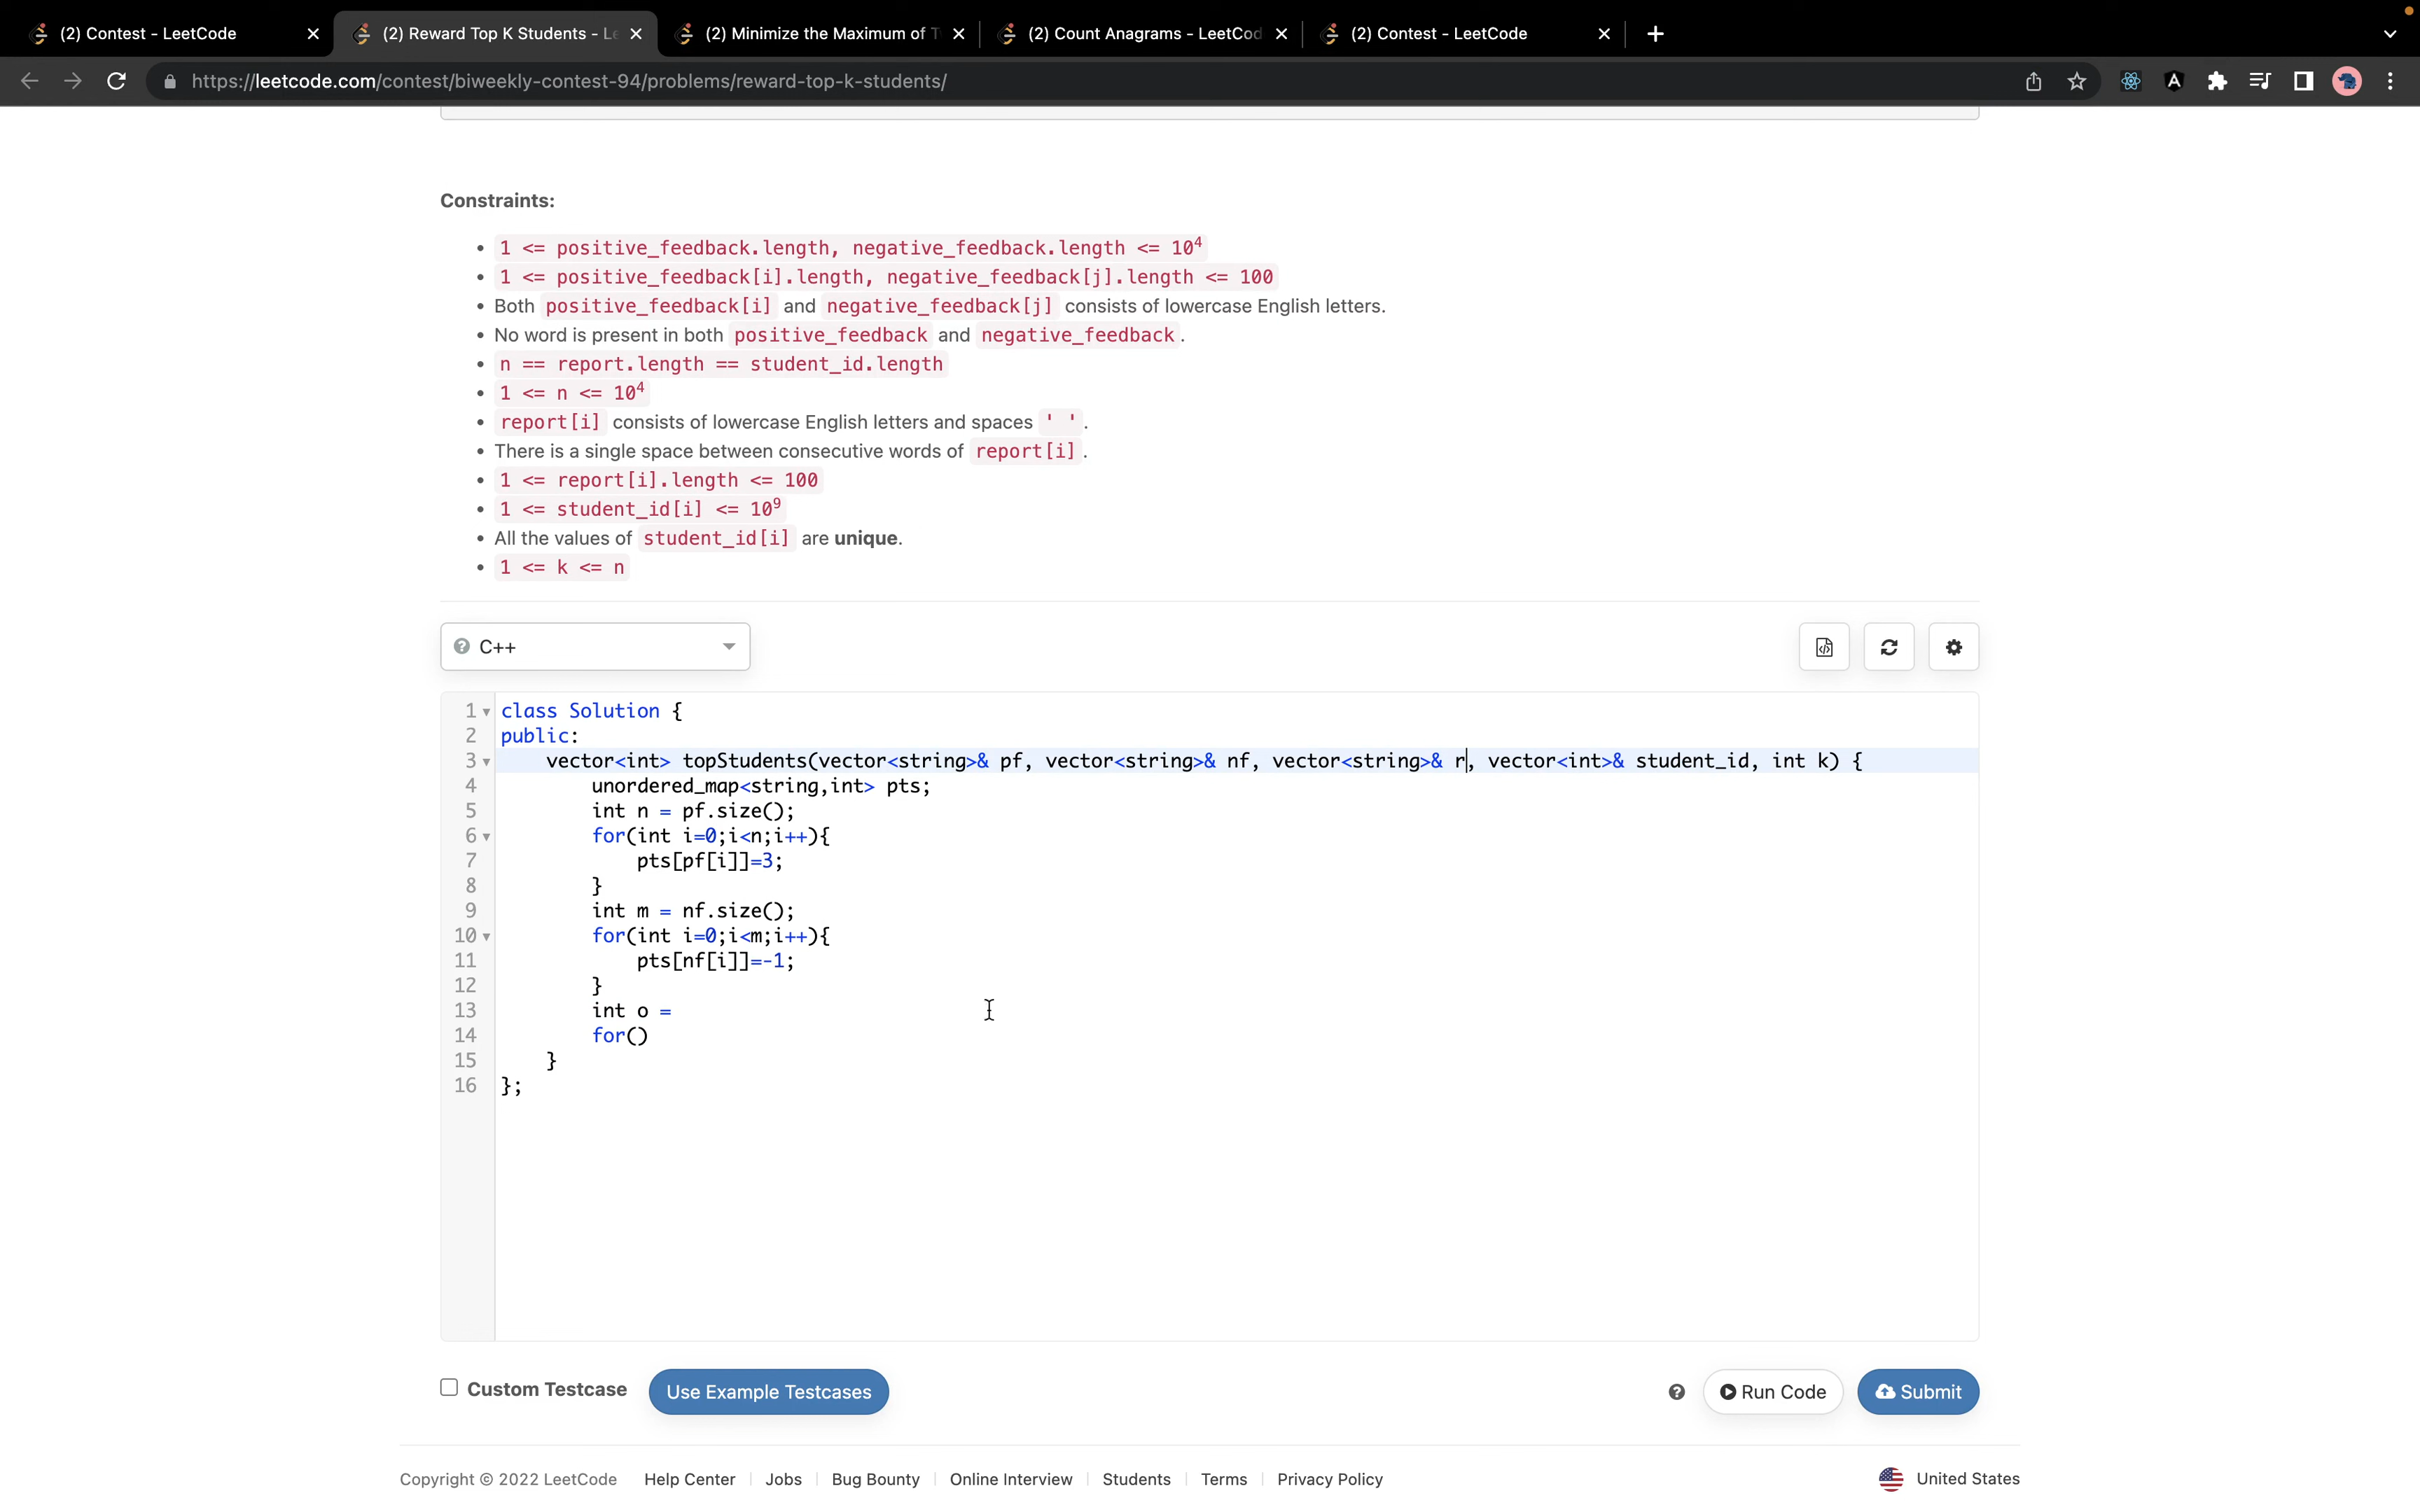 (2) Contest - LeetCode
(2) Reward Top K Students - Le
(2) Minimize the Maximum of T
(2) Count Anagrams - LeetCod
(2) Contest - LeetCode
https://leetcode.com/contest/biweekly-contest-94/problems/reward-top-k-students/
Constraints:
• 1 <= positive_feedback.length, negative_feedback.length <= 10⁴
• 1 <= positive_feedback[i].length, negative_feedback[j].length <= 100
• Both positive_feedback[i] and negative_feedback[j] consists of lowercase English letters.
• No word is present in both positive_feedback and negative_feedback.
• n == report.length == student_id.length
• 1 <= n <= 10⁴
• report[i] consists of lowercase English letters and spaces ' '.
• There is a single space between consecutive words of report[i].
• 1 <= report[i].length <= 100
• 1 <= student_id[i] <= 10⁹
• All the values of student_id[i] are unique.
• 1 <= k <= n
C++
1 class Solution {
2 public:
3 vector<int> topStudents(vector<string>& pf, vector<string>& nf, vector<string>& r, vector<int>& student_id, int k) {
4 unordered_map<string,int> pts;
5 int n = pf.size();
6 for(int i=0;i<n;i++){
7 pts[pf[i]]=3;
8 }
9 int m = nf.size();
10 for(int i=0;i<m;i++){
11 pts[nf[i]]=-1;
12 }
13 int o =
14 for()
15 }
16 };
Custom Testcase Use Example Testcases Run Code Submit
Copyright © 2022 LeetCode Help Center Jobs Bug Bounty Online Interview Students Terms Privacy Policy United States